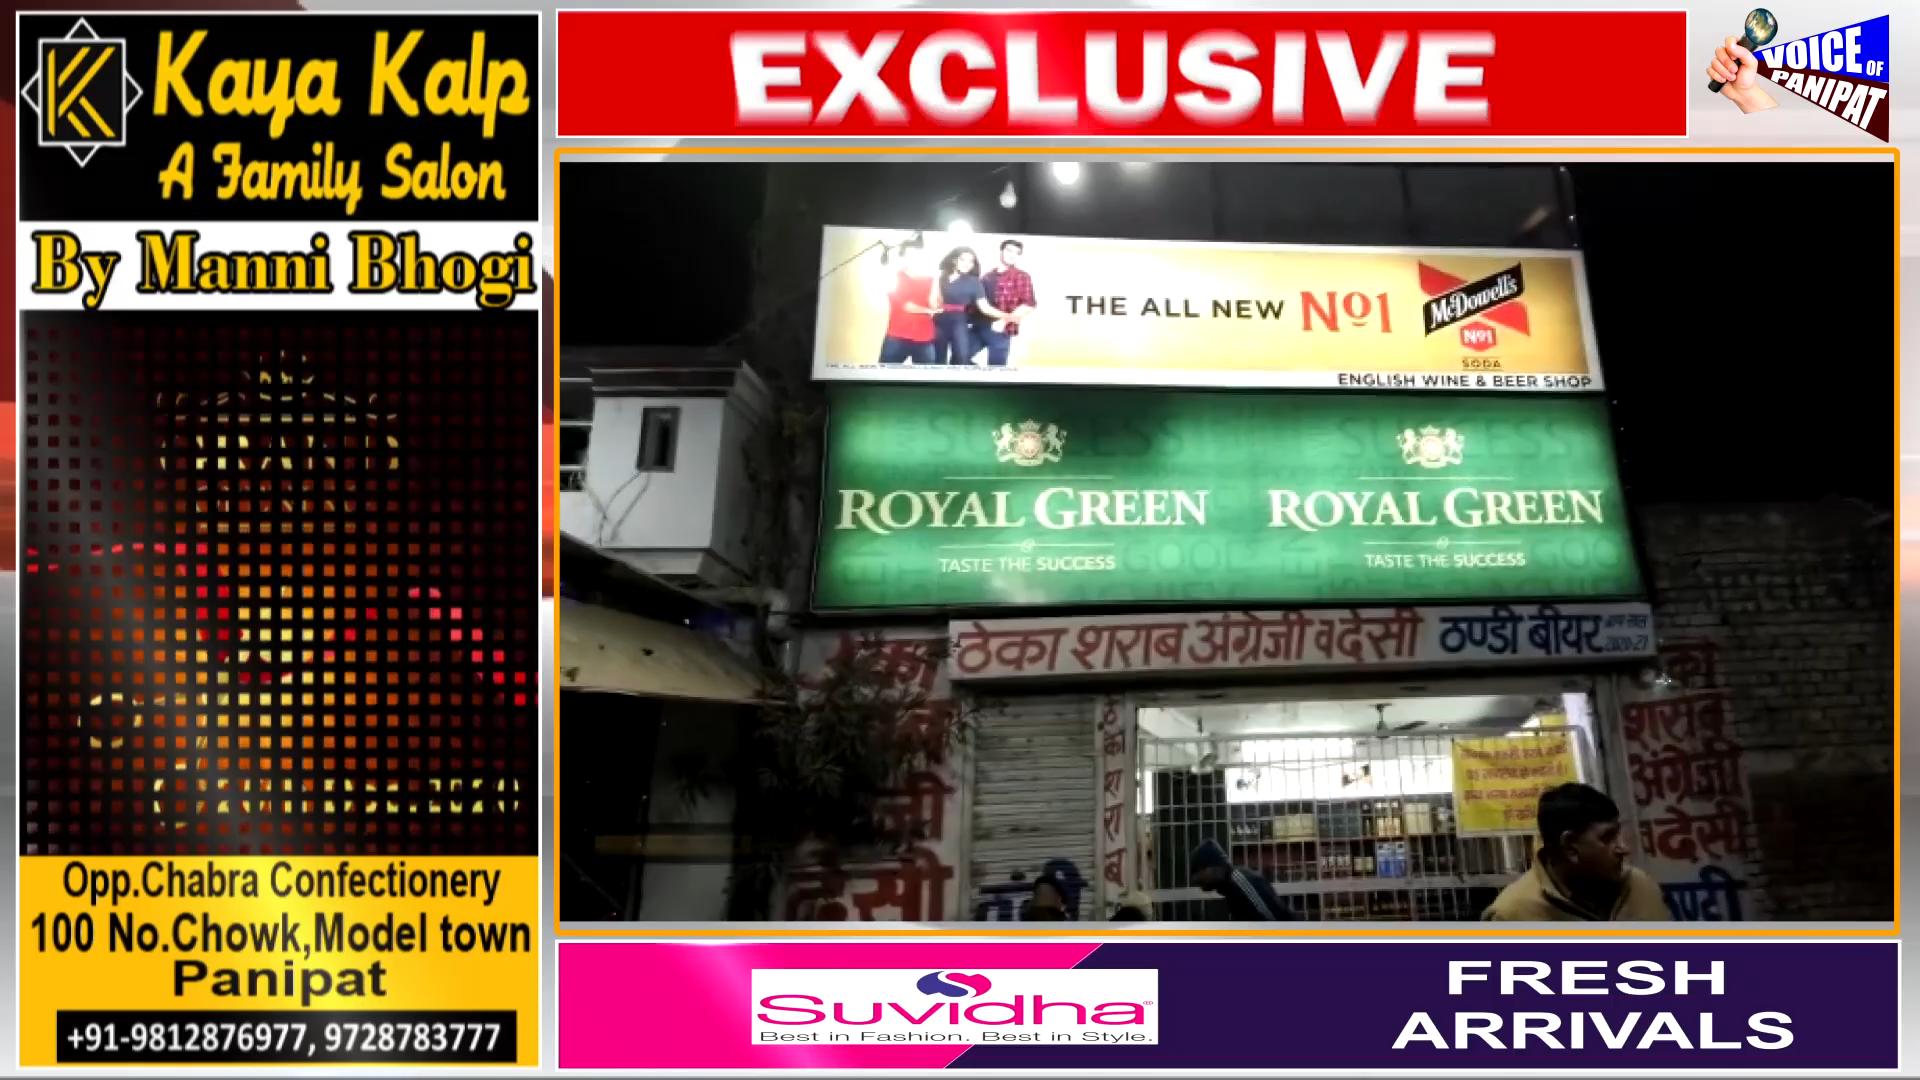 Kaya Kalp
A Family Salon
By Manni Bhogi
Opp.Chabra Confectionery
100 No.Chowk,Model town
Panipat
+91-9812876977, 9728783777
EXCLUSIVE
VOICE OF
PANIPAT
THE ALL NEW No1
McDowell's
No1
SODA
ENGLISH WINE & BEER SHOP
ROYAL GREEN
TASTE THE SUCCESS
ROYAL GREEN
TASTE THE SUCCESS
ठेका शराब अंग्रेजी व देसी ठण्डी बीयर
2020-21
ठेका शराब
देसी
शराब
अंग्रेजी
व देसी
Suvidha
Best in Fashion. Best in Style.
FRESH
ARRIVALS